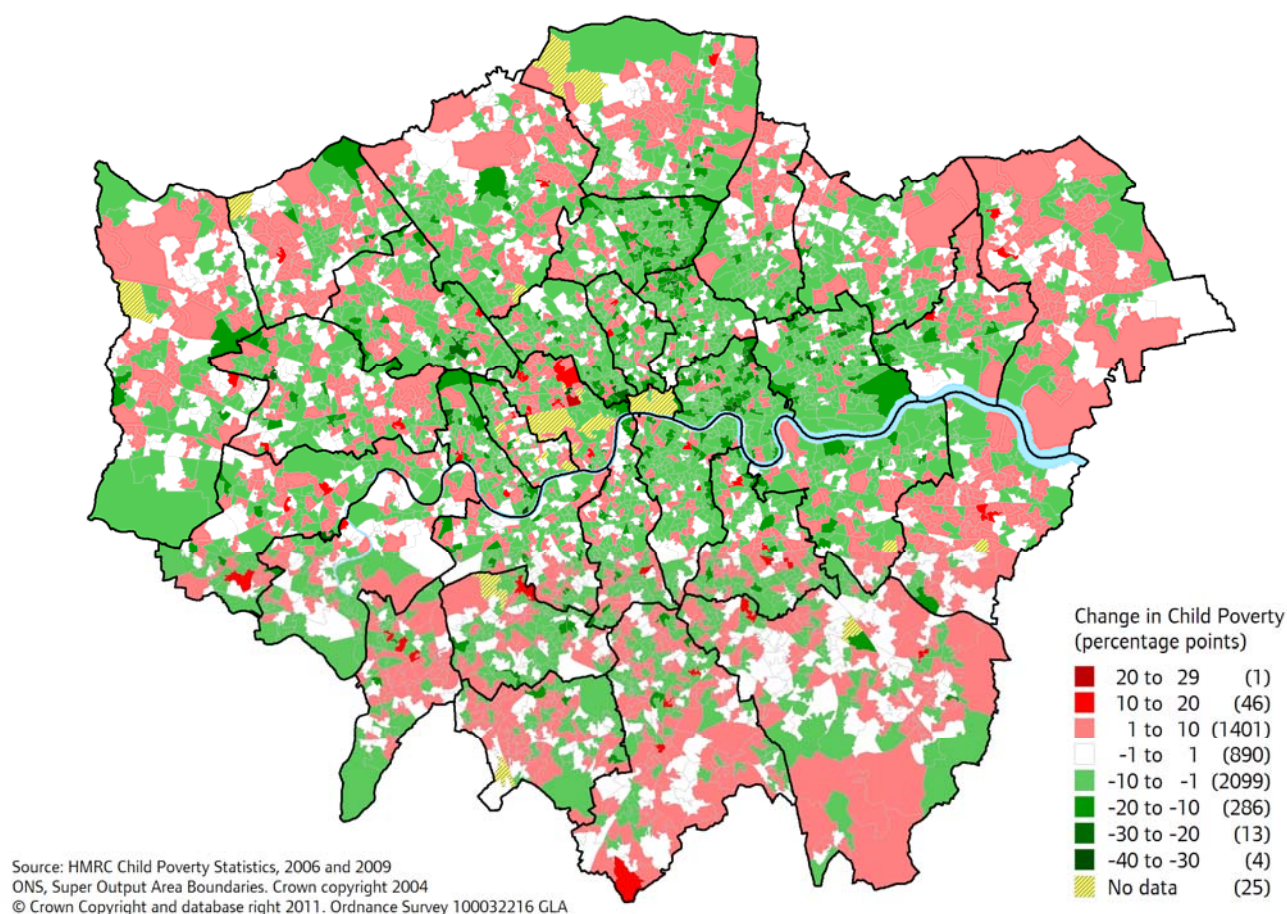 Change in Child Poverty
(percentage points)
20 to 29 (1)
10 to 20 (46)
1 to 10 (1401)
-1 to 1 (890)
-10 to -1 (2099)
-20 to -10 (286)
-30 to -20 (13)
-40 to -30 (4)
No data (25)
Source: HMRC Child Poverty Statistics, 2006 and 2009
ONS, Super Output Area Boundaries. Crown copyright 2004
© Crown Copyright and database right 2011. Ordnance Survey 100032216 GLA